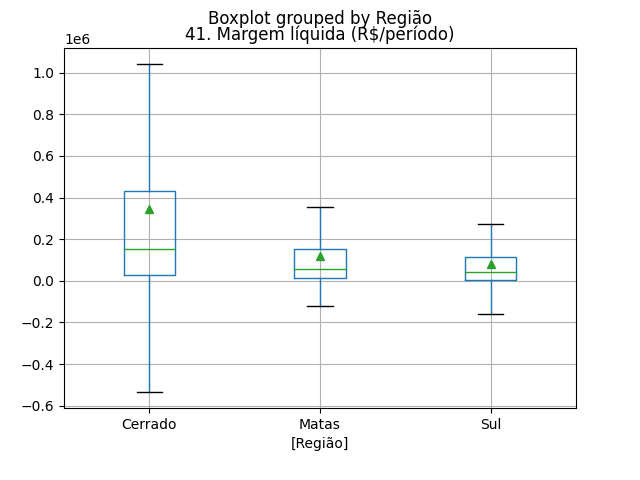 Boxplot grouped by Região
41. Margem líquida (R$/período)
1e6
1.0
0.8
0.6
0.4
0.2
0.0
−0.2
−0.4
−0.6
Cerrado Matas Sul
[Região]